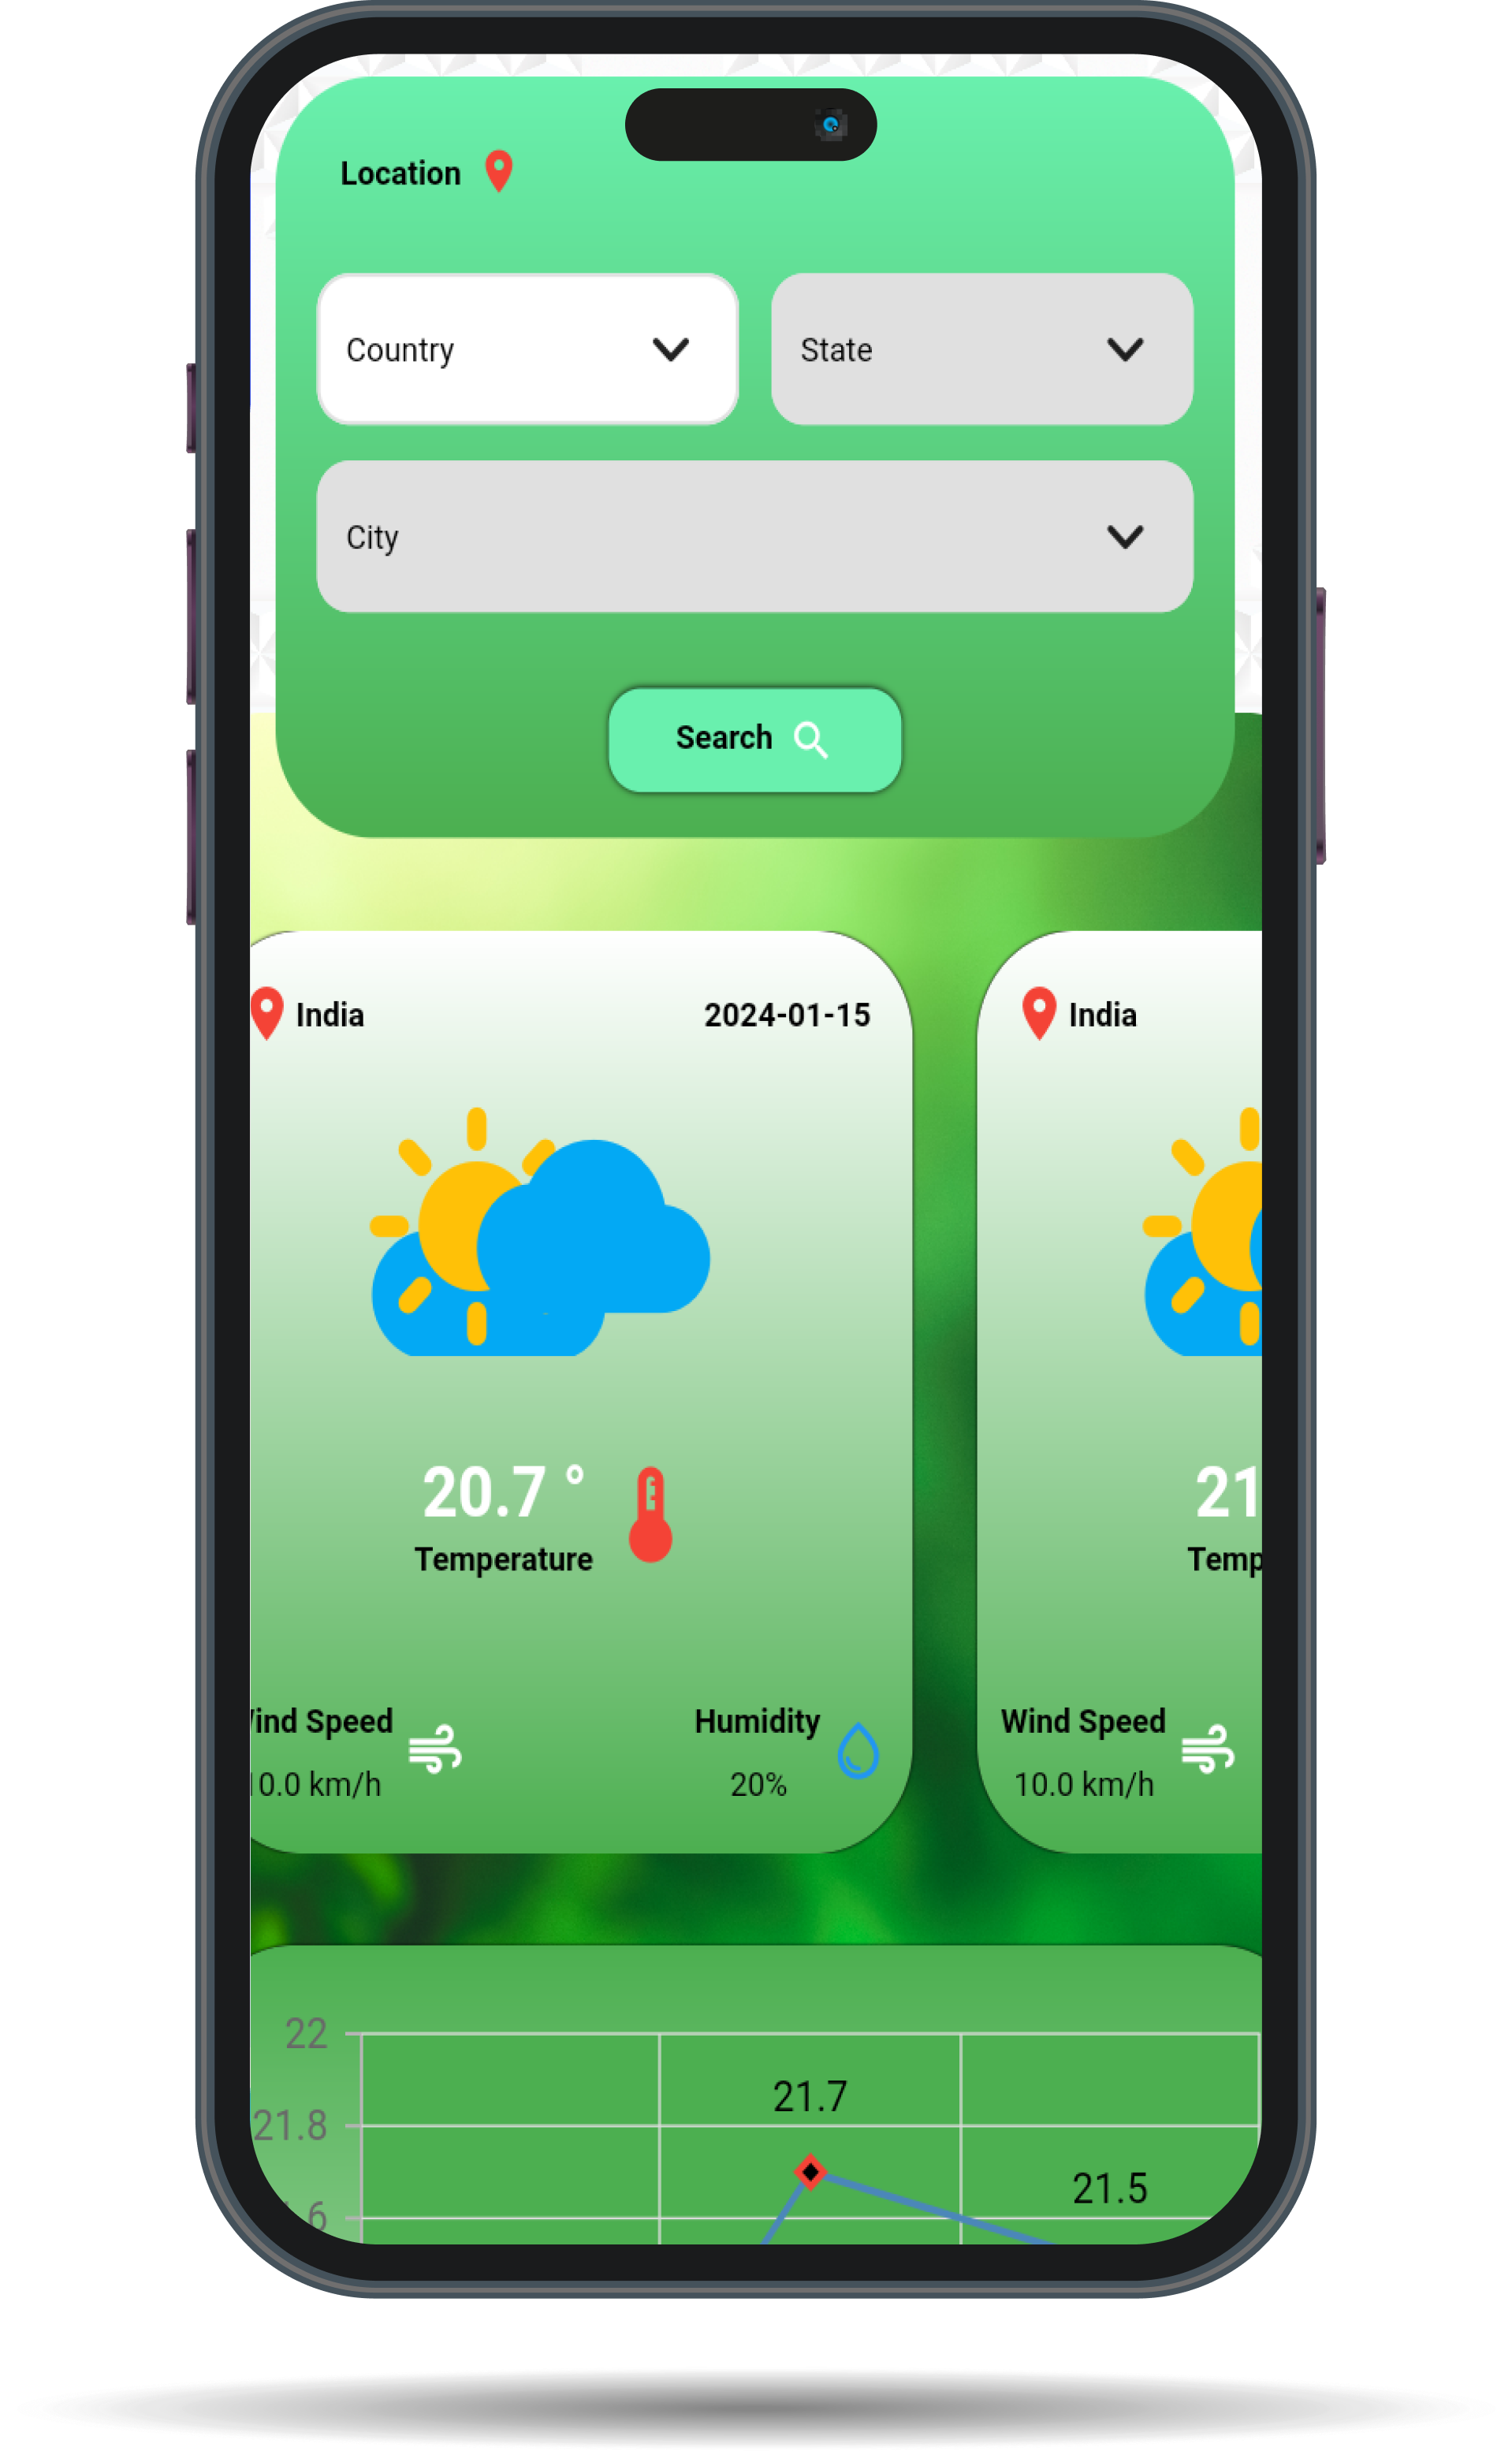 Location
Country State
City
Search
India 2024-01-15 India
20.7 ° 21
Temperature Temp
ind Speed Humidity Wind Speed
0.0 km/h 20% 10.0 km/h
22
21.7
21.8
21.5
6